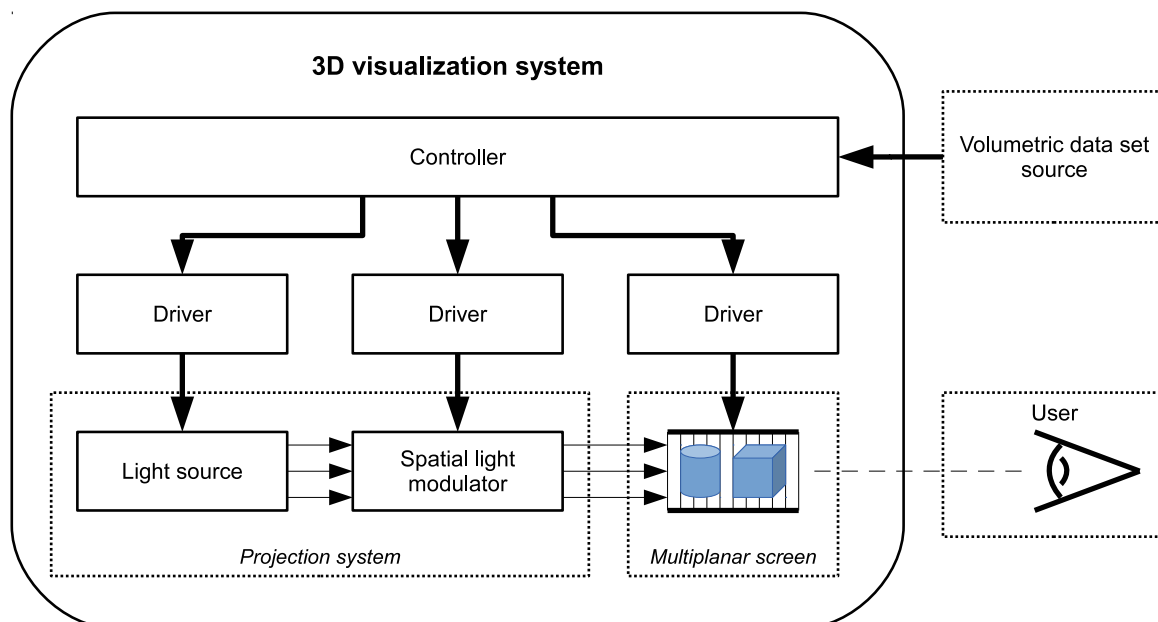 3D visualization system
Controller
Volumetric data set
source
Driver
Driver
Driver
Light source
Spatial light
modulator
User
Projection system
Multiplanar screen